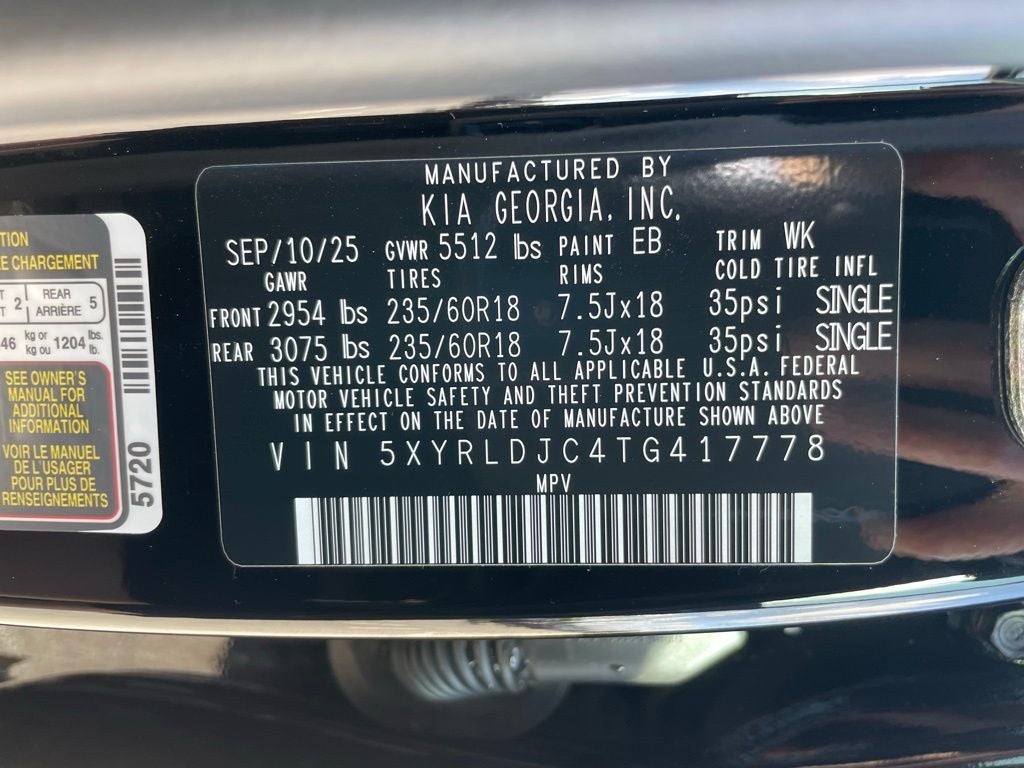 TION
E CHARGEMENT
T 2 REAR 5
T ARRIÈRE
46 kg or 1204 lbs.
kg ou lb.
SEE OWNER'S
MANUAL FOR
ADDITIONAL
INFORMATION
VOIR LE MANUEL
DE L'USAGER
POUR PLUS DE
RENSEIGNEMENTS
5720
MANUFACTURED BY
KIA GEORGIA, INC.
SEP/10/25 GVWR 5512 lbs PAINT EB TRIM WK
GAWR TIRES RIMS COLD TIRE INFL
FRONT 2954 lbs 235/60R18 7.5Jx18 35psi SINGLE
REAR 3075 lbs 235/60R18 7.5Jx18 35psi SINGLE
THIS VEHICLE CONFORMS TO ALL APPLICABLE U.S.A. FEDERAL
MOTOR VEHICLE SAFETY AND THEFT PREVENTION STANDARDS
IN EFFECT ON THE DATE OF MANUFACTURE SHOWN ABOVE
VIN 5XYRLDJC4TG417778
MPV